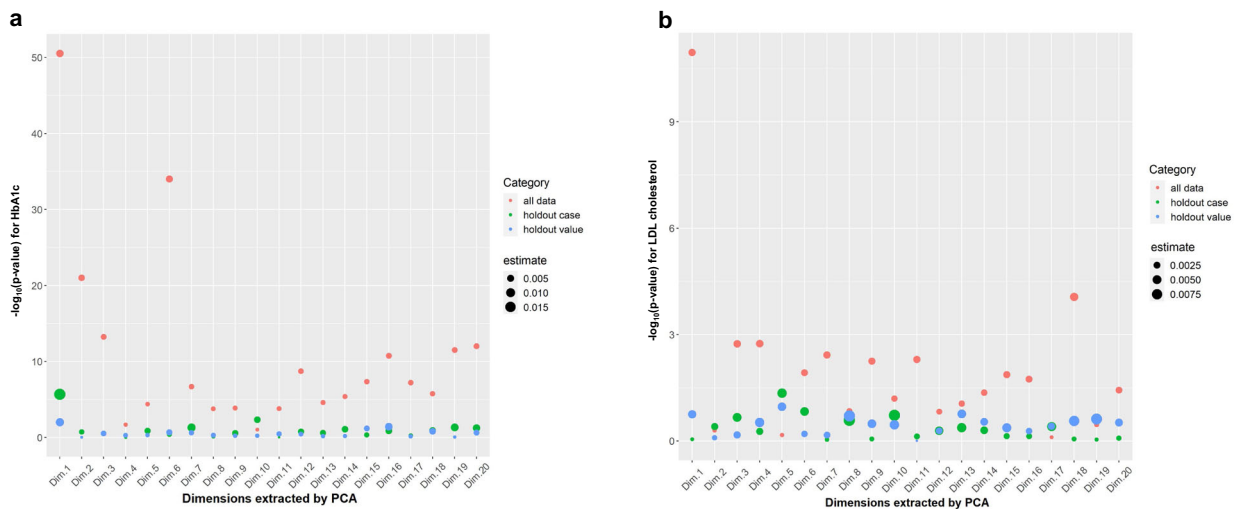 a
-log10(p-value) for HbA1c
50
40
30
20
10
0
Dim.1 Dim.2 Dim.3 Dim.4 Dim.5 Dim.6 Dim.7 Dim.8 Dim.9 Dim.10 Dim.11 Dim.12 Dim.13 Dim.14 Dim.15 Dim.16 Dim.17 Dim.18 Dim.19 Dim.20
Dimensions extracted by PCA
Category
all data
holdout case
holdout value
estimate
0.005
0.010
0.015
b
-log10(p-value) for LDL cholesterol
9
6
3
0
Dim.1 Dim.2 Dim.3 Dim.4 Dim.5 Dim.6 Dim.7 Dim.8 Dim.9 Dim.10 Dim.11 Dim.12 Dim.13 Dim.14 Dim.15 Dim.16 Dim.17 Dim.18 Dim.19 Dim.20
Dimensions extracted by PCA
Category
all data
holdout case
holdout value
estimate
0.0025
0.0050
0.0075